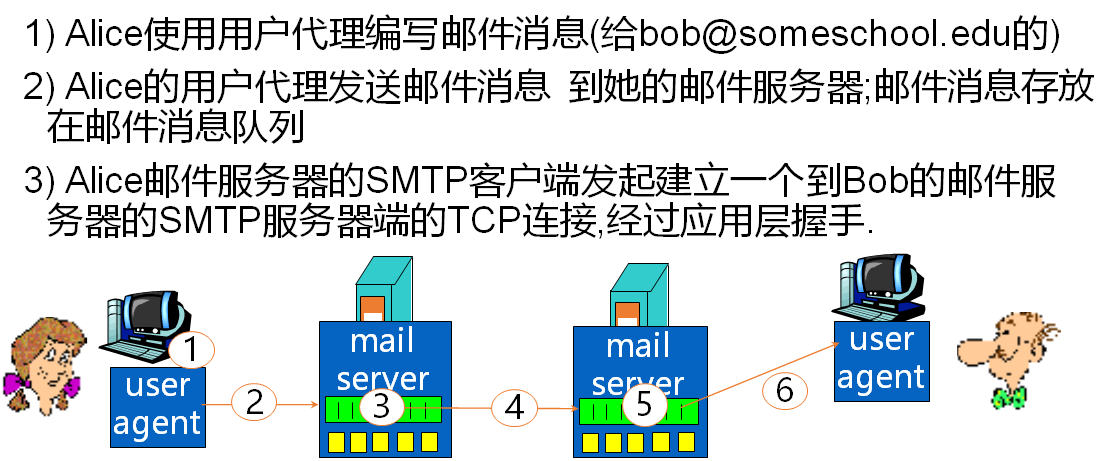 1) Alice使用用户代理编写邮件消息(给bob@someschool.edu的)
2) Alice的用户代理发送邮件消息 到她的邮件服务器;邮件消息存放
在邮件消息队列
3) Alice邮件服务器的SMTP客户端发起建立一个到Bob的邮件服
务器的SMTP服务器端的TCP连接,经过应用层握手.
1
user
agent
2
mail
server
3
4
mail
server
5
6
user
agent